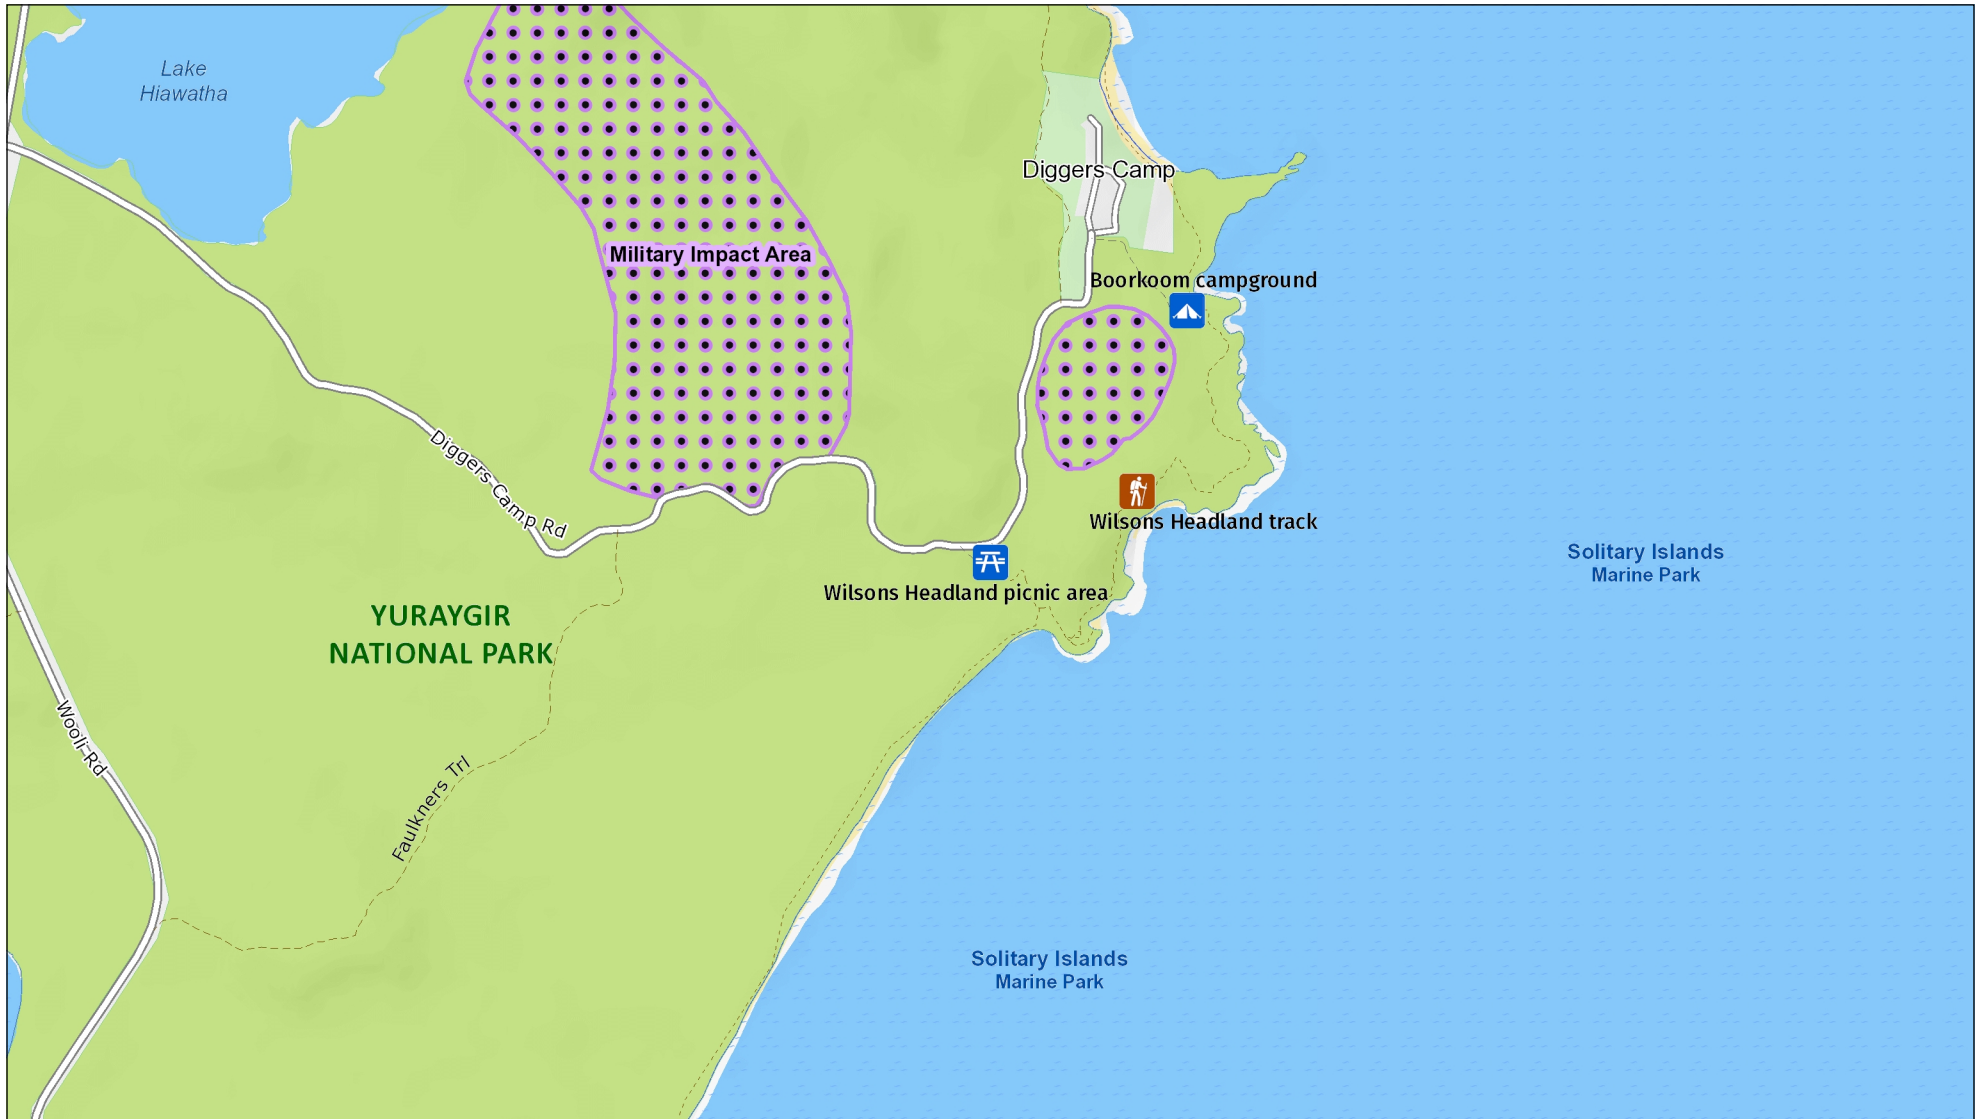 Lake
Hiawatha
Diggers Camp
Military Impact Area
Boorkoom campground
Diggers Camp Rd
Wilsons Headland track
Solitary Islands
Marine Park
Wilsons Headland picnic area
YURAYGIR
NATIONAL PARK
Wooli Rd
Faulkners Trl
Solitary Islands
Marine Park